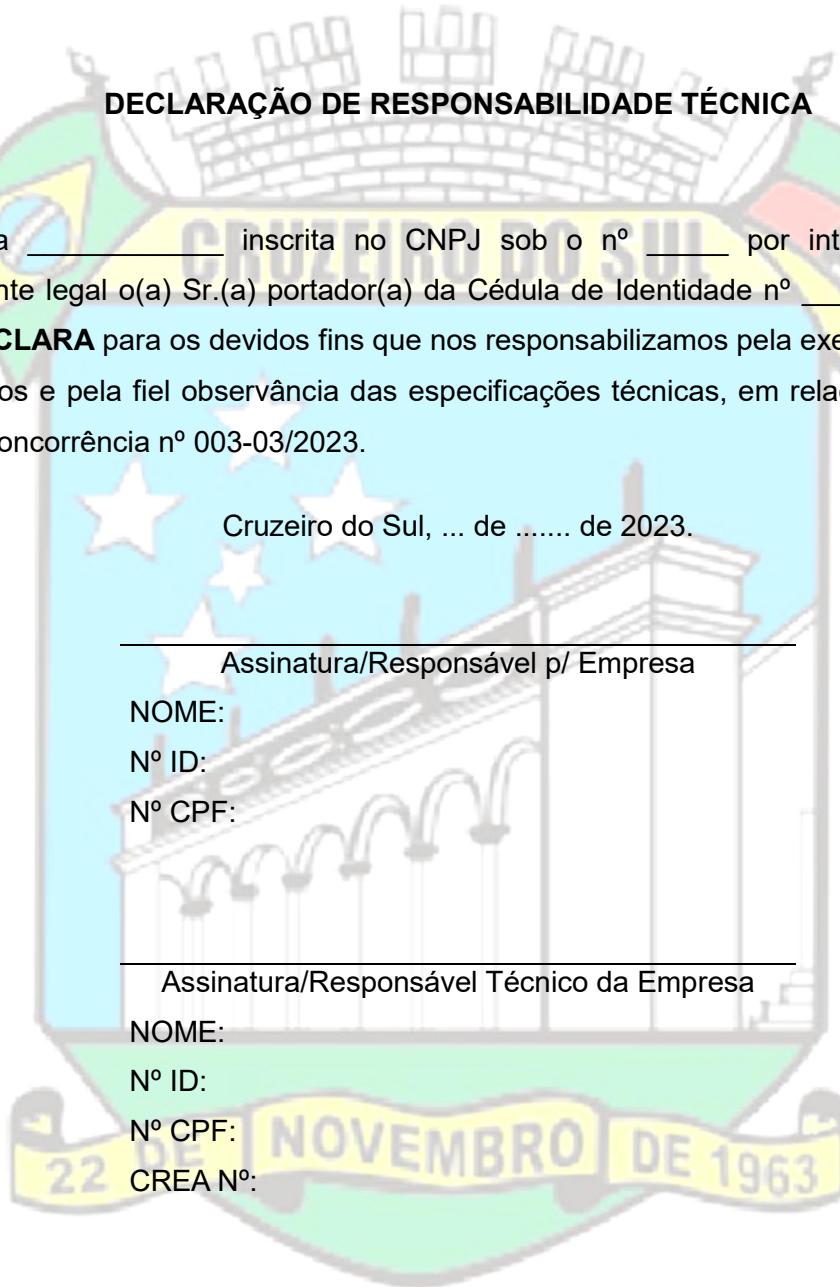 DECLARAÇÃO DE RESPONSABILIDADE TÉCNICA
CRUZEIRO DO SUL
a ____________ inscrita no CNPJ sob o nº _____ por int
nte legal o(a) Sr.(a) portador(a) da Cédula de Identidade nº ___
CLARA para os devidos fins que nos responsabilizamos pela exe
os e pela fiel observância das especificações técnicas, em rela
oncorrência nº 003-03/2023.
Cruzeiro do Sul, ... de ....... de 2023.
Assinatura/Responsável p/ Empresa
NOME:
Nº ID:
Nº CPF:
Assinatura/Responsável Técnico da Empresa
NOME:
Nº ID:
Nº CPF:
CREA Nº:
22 DE NOVEMBRO DE 1963